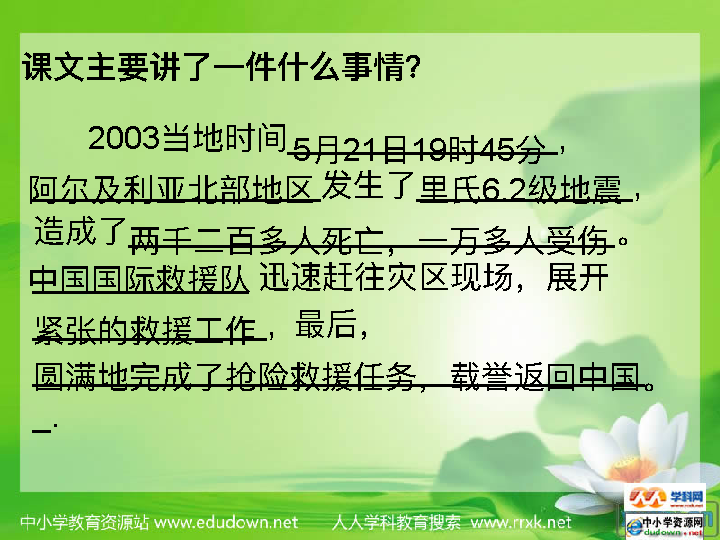 课文主要讲了一件什么事情?
2003当地时间5月21日19时45分，
阿尔及利亚北部地区发生了里氏6.2级地震，
造成了两千二百多人死亡，一万多人受伤。
中国国际救援队 迅速赶往灾区现场，展开
紧张的救援工作，最后，
圆满地完成了抢险救援任务，载誉返回中国。
_.
中小学教育资源站 www.edudown.net 人人学科教育搜索 www.rrxk.net
学科网
www.rrxk.net
中小学资源网
edudown.net